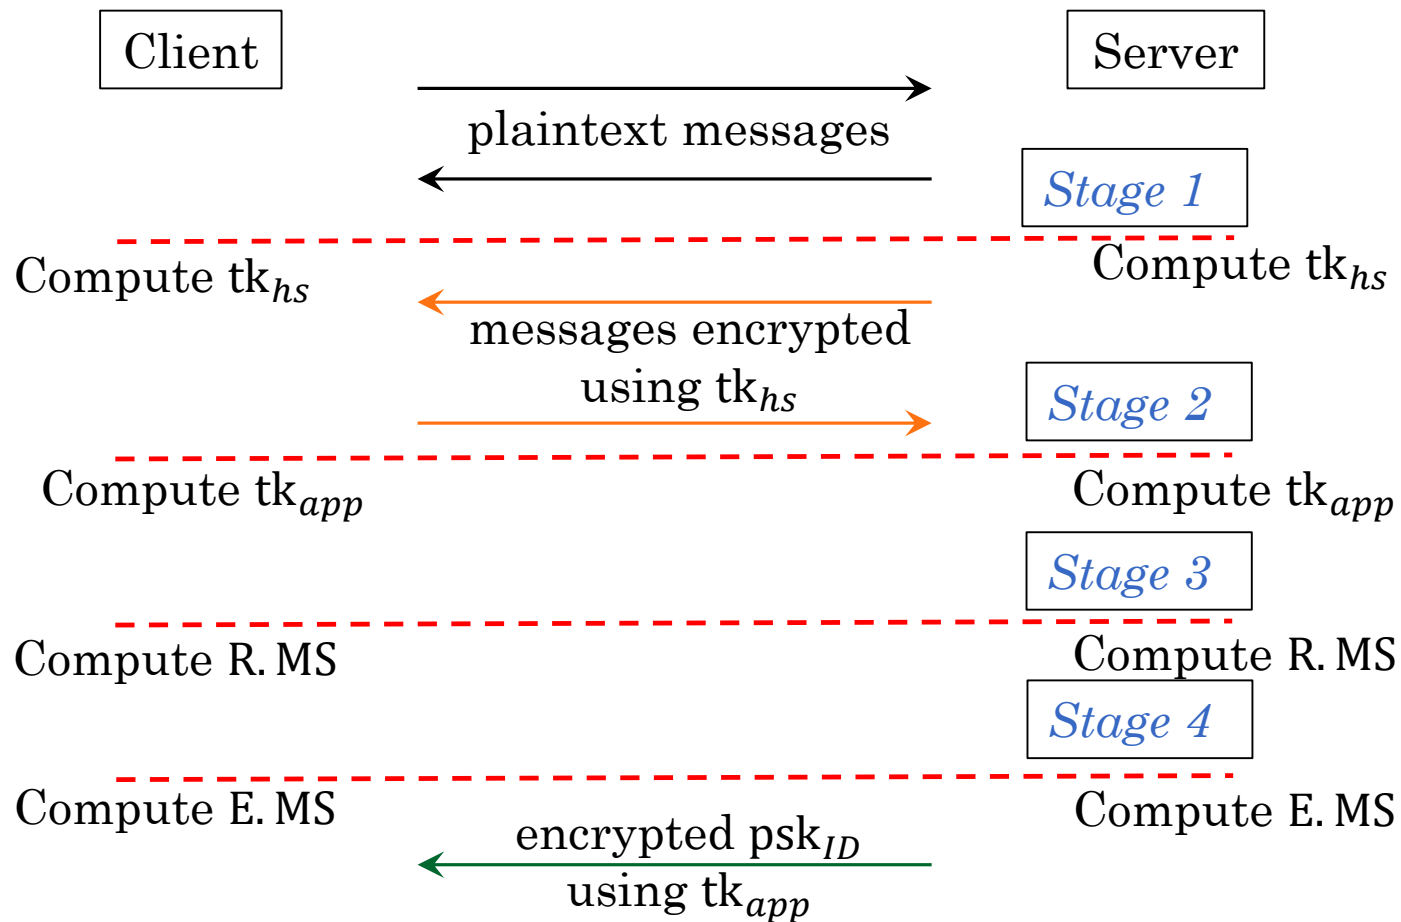 Client
Server
plaintext messages
Stage 1
Compute tk_hs
Compute tk_hs
messages encrypted
using tk_hs
Stage 2
Compute tk_app
Compute tk_app
Stage 3
Compute R. MS
Compute R. MS
Stage 4
Compute E. MS
Compute E. MS
encrypted psk_ID
using tk_app